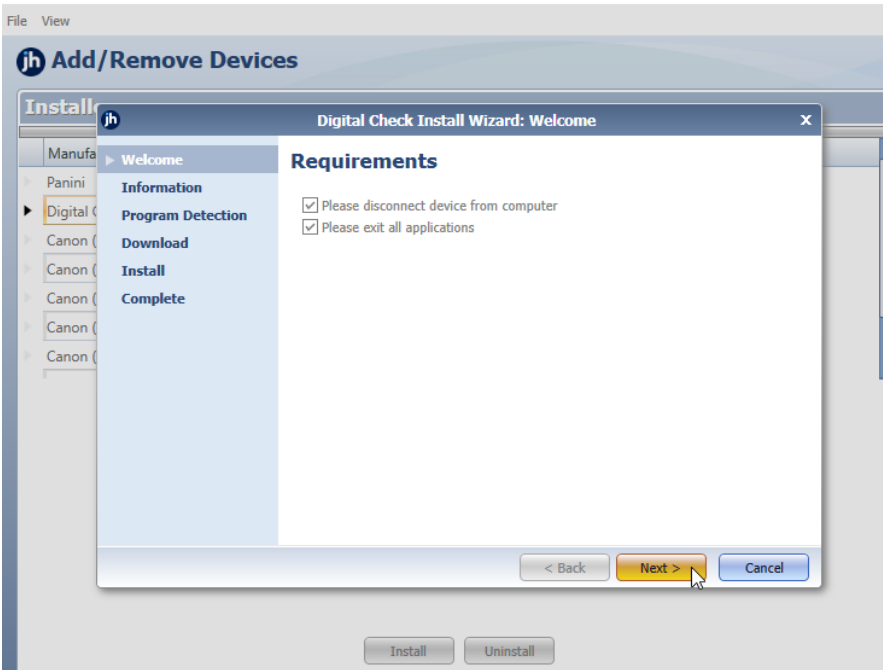 File View
jh Add/Remove Devices
Install
jh Digital Check Install Wizard: Welcome x
Manufa
Panini
Digital C
Canon (
Canon (
Canon (
Canon (
Canon (
Welcome
Information
Program Detection
Download
Install
Complete
Requirements
Please disconnect device from computer
Please exit all applications
< Back Next > Cancel
Install Uninstall